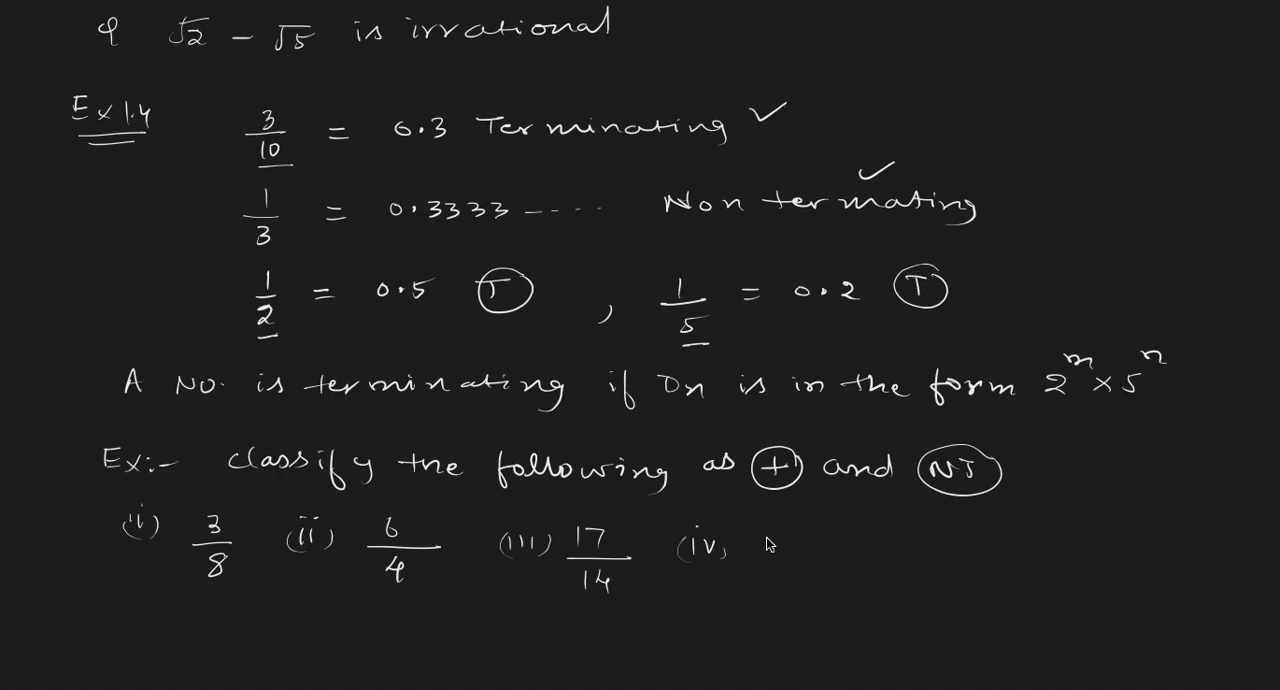 Q √2 - √5 is irrational
Ex 1.4 3/10 = 0.3 Terminating ✓
1/3 = 0.3333 ---- .. Non termating ✓
1/2 = 0.5 T , 1/5 = 0.2 T
A No. is terminating if Dn is in the form 2^m × 5^n
Ex:- classify the following as T and NT
(i) 3/8 (ii) 6/4 (iii) 17/14 (iv,